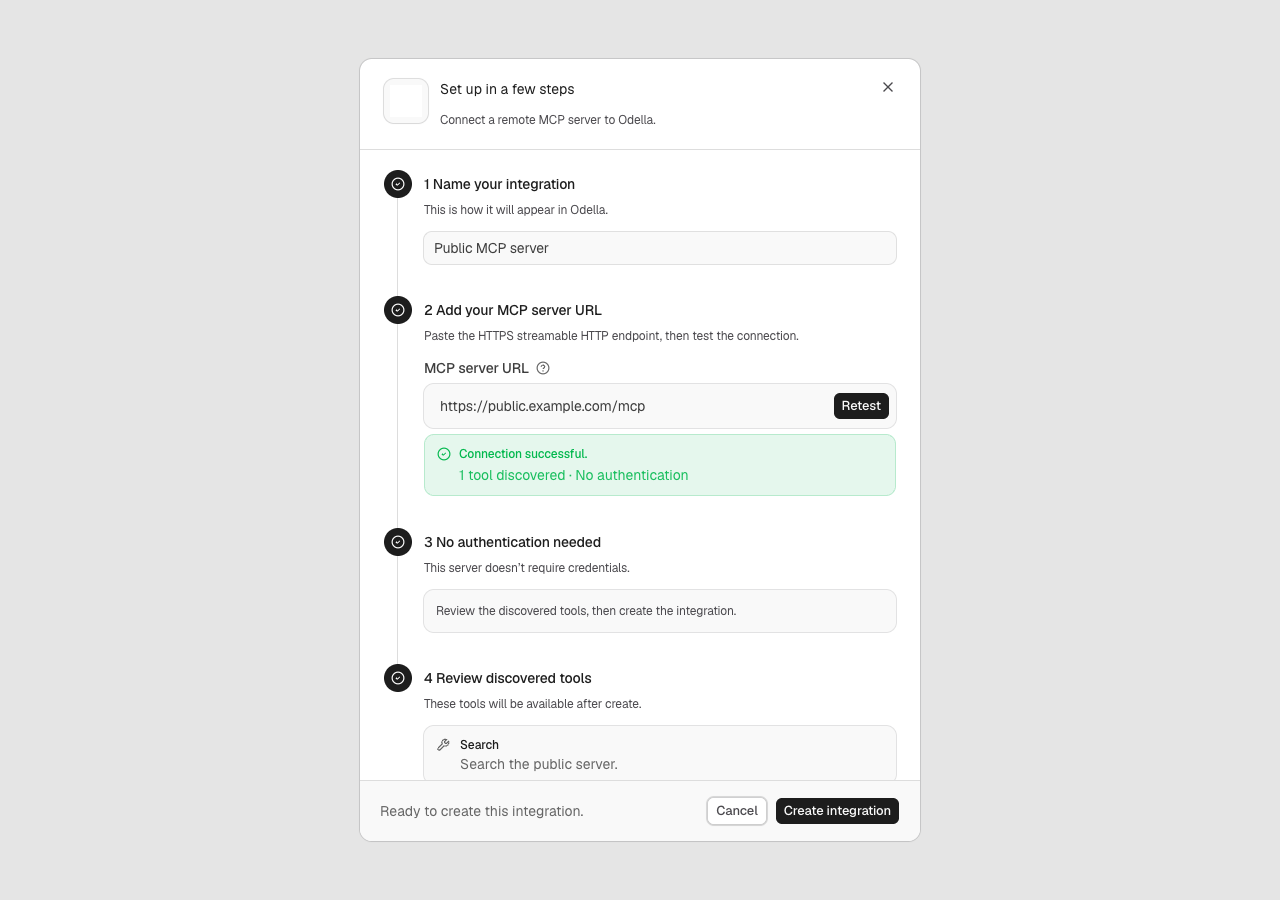 Set up in a few steps
Connect a remote MCP server to Odella.
1 Name your integration
This is how it will appear in Odella.
Public MCP server
2 Add your MCP server URL
Paste the HTTPS streamable HTTP endpoint, then test the connection.
MCP server URL
https://public.example.com/mcp
Retest
Connection successful.
1 tool discovered · No authentication
3 No authentication needed
This server doesn’t require credentials.
Review the discovered tools, then create the integration.
4 Review discovered tools
These tools will be available after create.
Search
Search the public server.
Ready to create this integration.
Cancel
Create integration